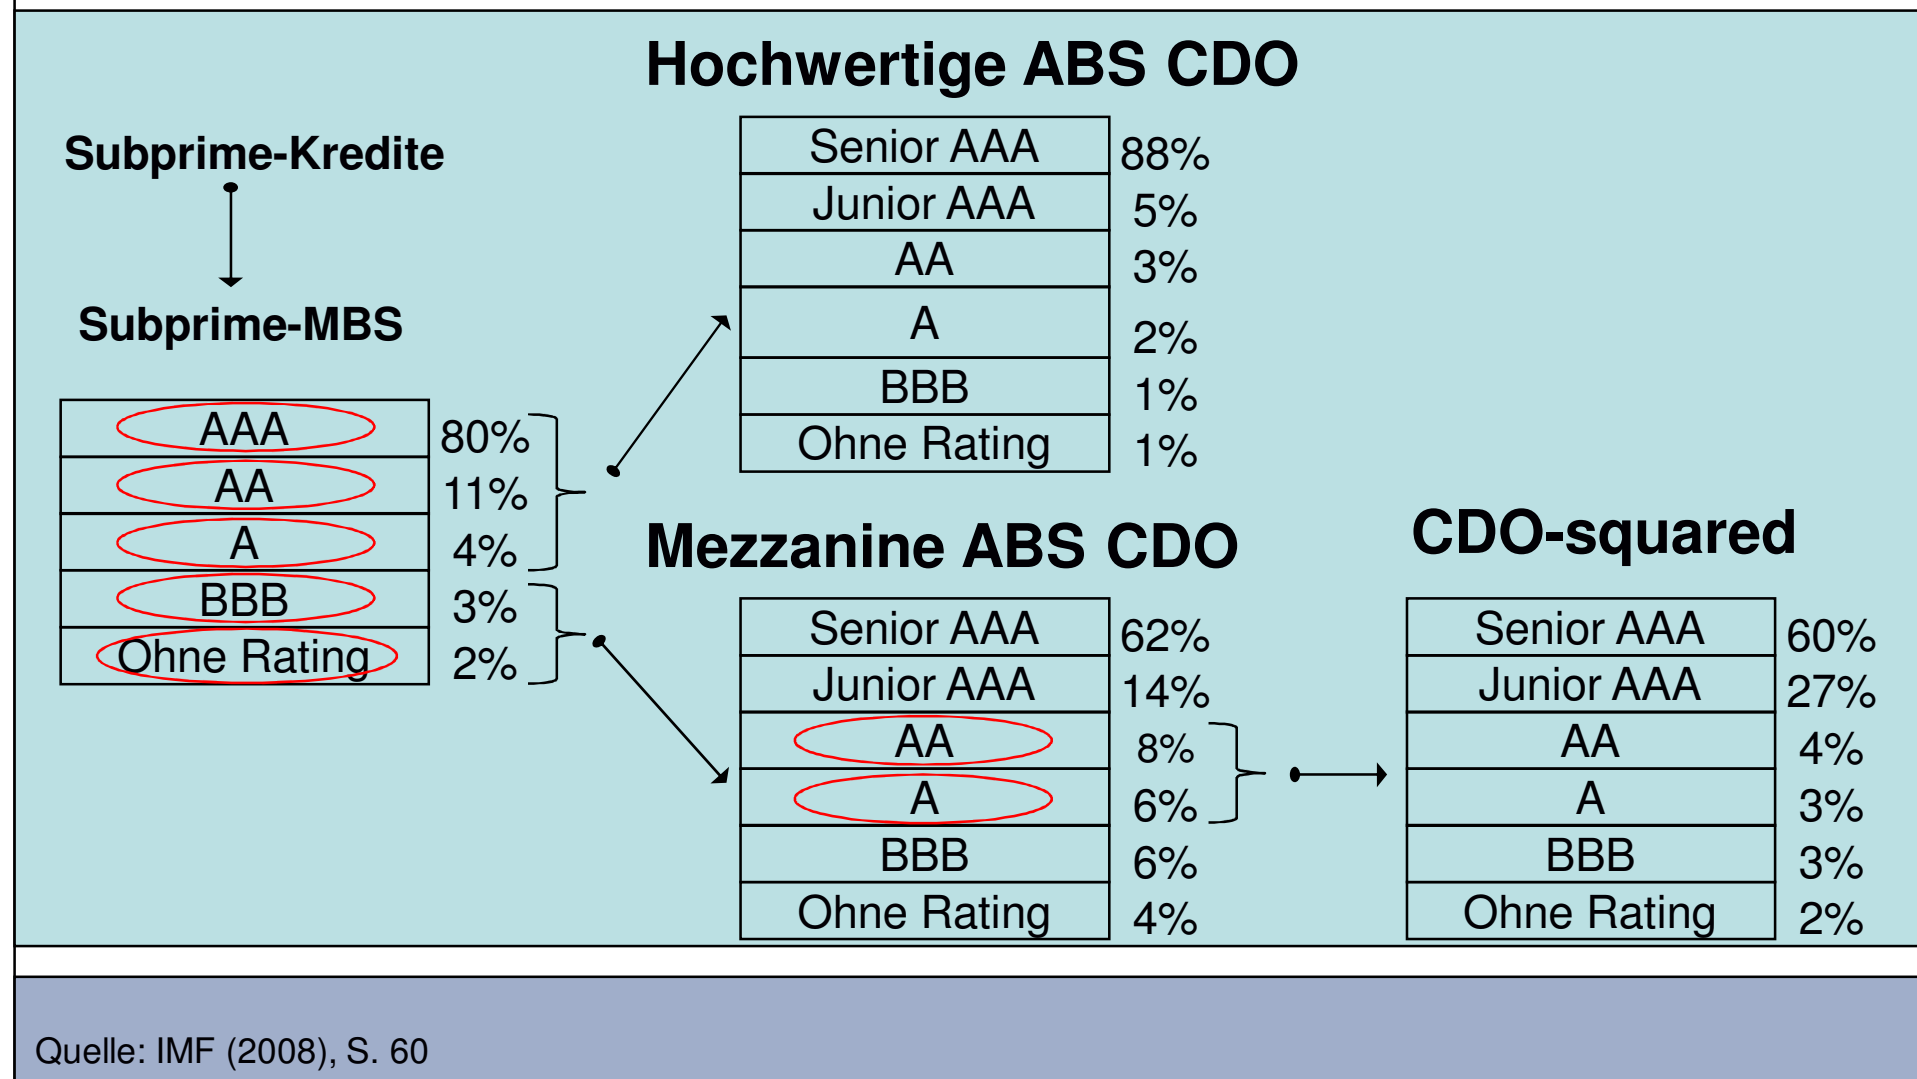 Hochwertige ABS CDO
Subprime-Kredite
Subprime-MBS
AAA 80%
AA 11%
A 4%
BBB 3%
Ohne Rating 2%
Senior AAA 88%
Junior AAA 5%
AA 3%
A 2%
BBB 1%
Ohne Rating 1%
Mezzanine ABS CDO
Senior AAA 62%
Junior AAA 14%
AA 8%
A 6%
BBB 6%
Ohne Rating 4%
CDO-squared
Senior AAA 60%
Junior AAA 27%
AA 4%
A 3%
BBB 3%
Ohne Rating 2%
Quelle: IMF (2008), S. 60